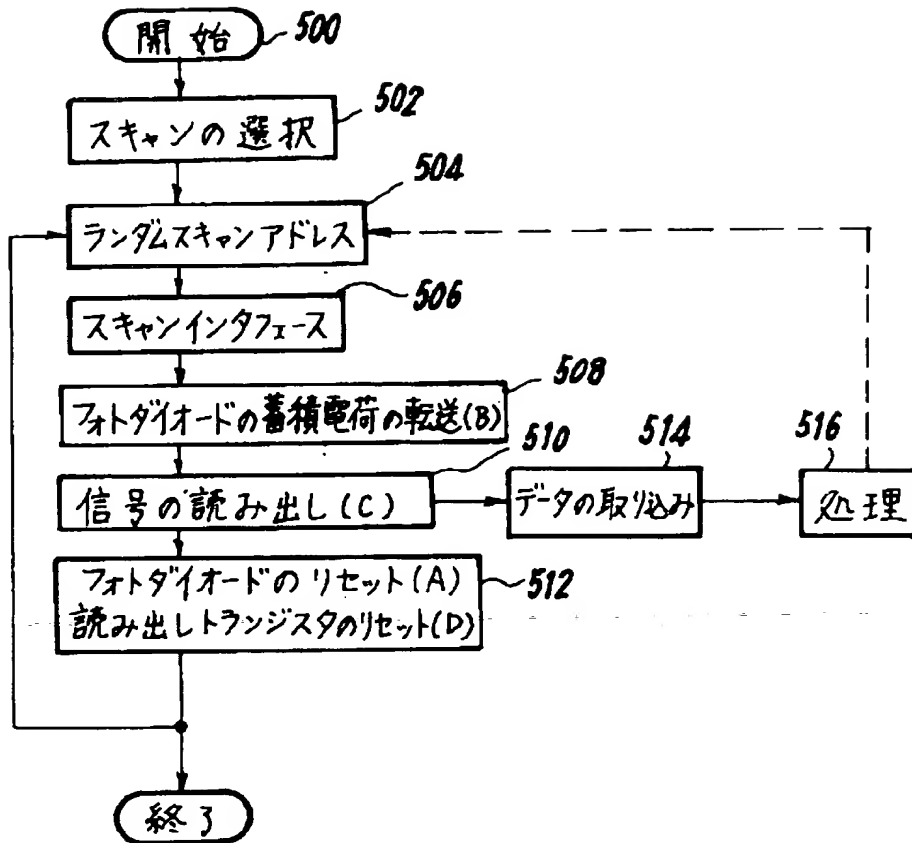 開始
500
スキャンの選択
502
504
ランダムスキャンアドレス
506
スキャンインタフェース
508
フォトダイオードの蓄積電荷の転送(B)
510
信号の読み出し(C)
514
データの取り込み
516
処理
512
フォトダイオードのリセット(A)
読み出しトランジスタのリセット(D)
終了